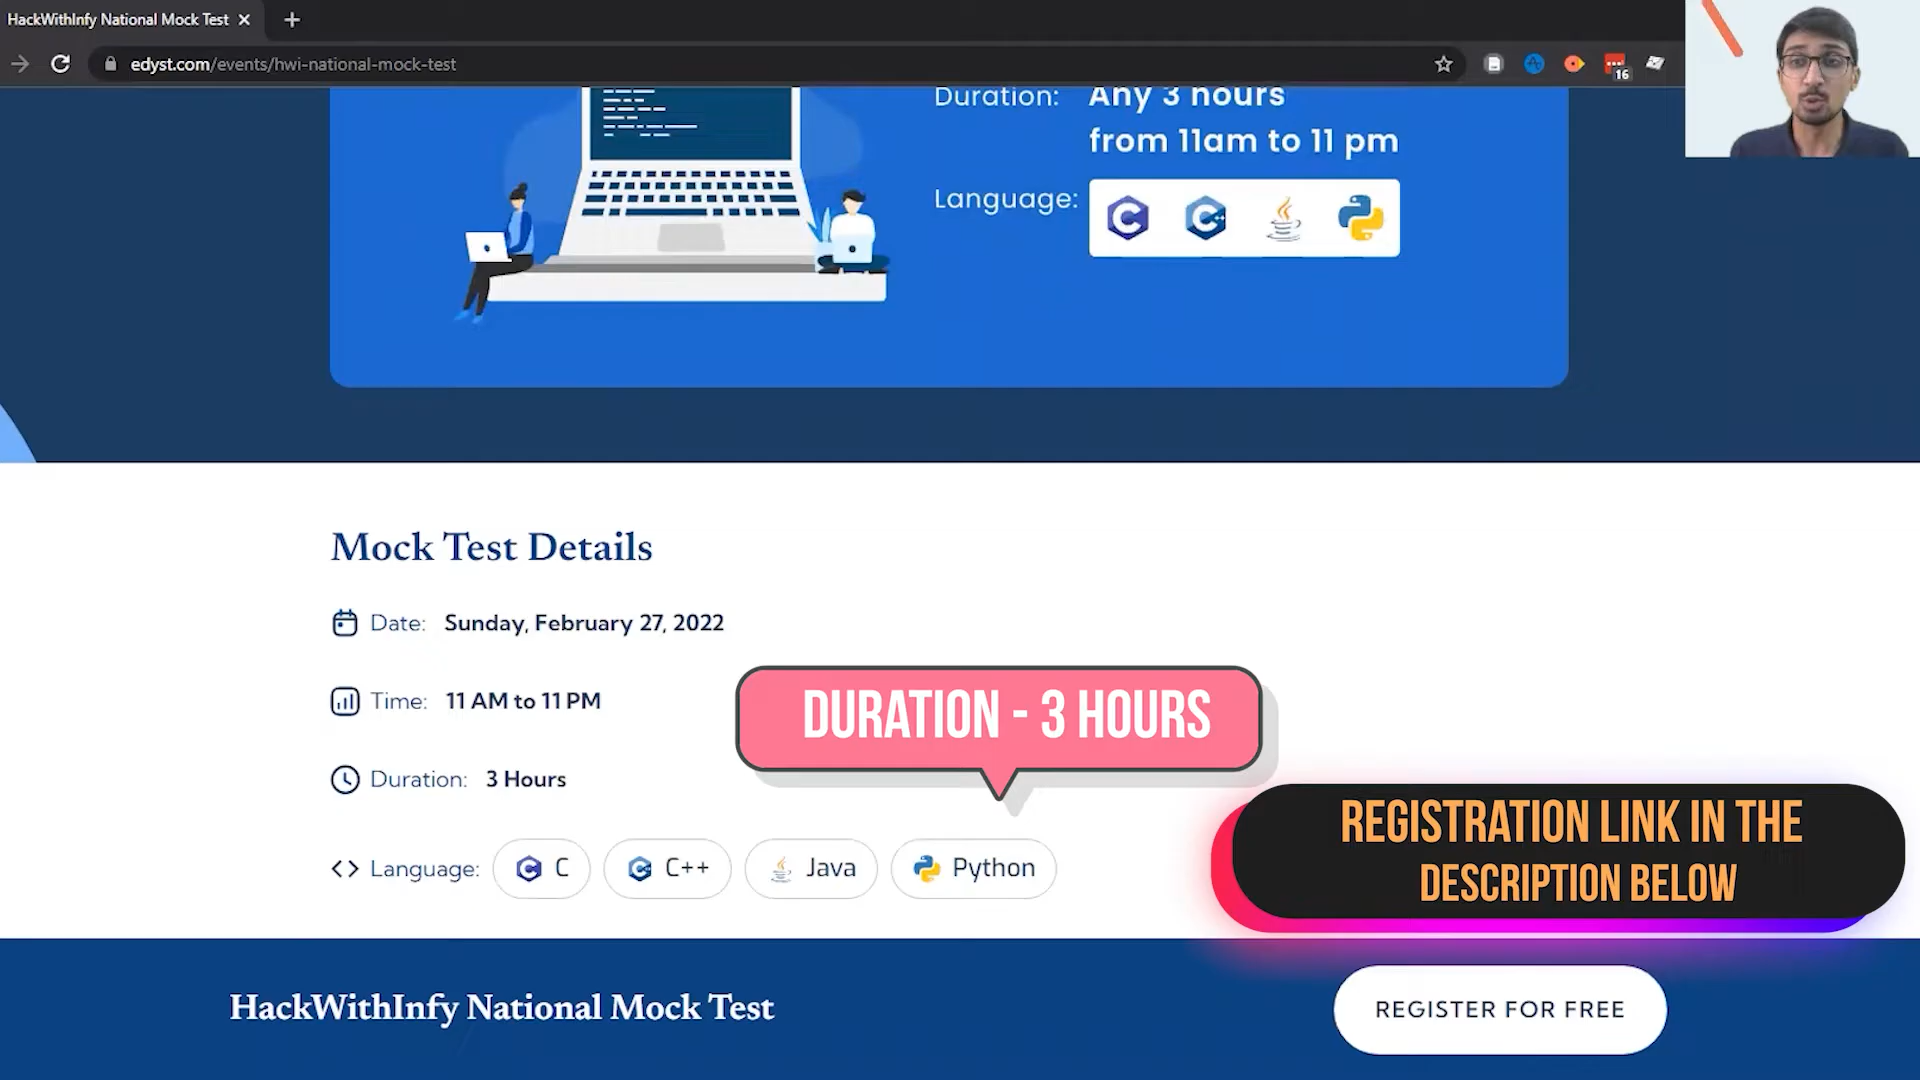 HackWithInfy National Mock Test
edyst.com/events/hwi-national-mock-test
16
Duration: Any 3 hours
from 11am to 11 pm
Language:
Mock Test Details
Date: Sunday, February 27, 2022
Time: 11 AM to 11 PM
DURATION - 3 HOURS
Duration: 3 Hours
REGISTRATION LINK IN THE
DESCRIPTION BELOW
Language: C C++ Java Python
HackWithInfy National Mock Test
REGISTER FOR FREE